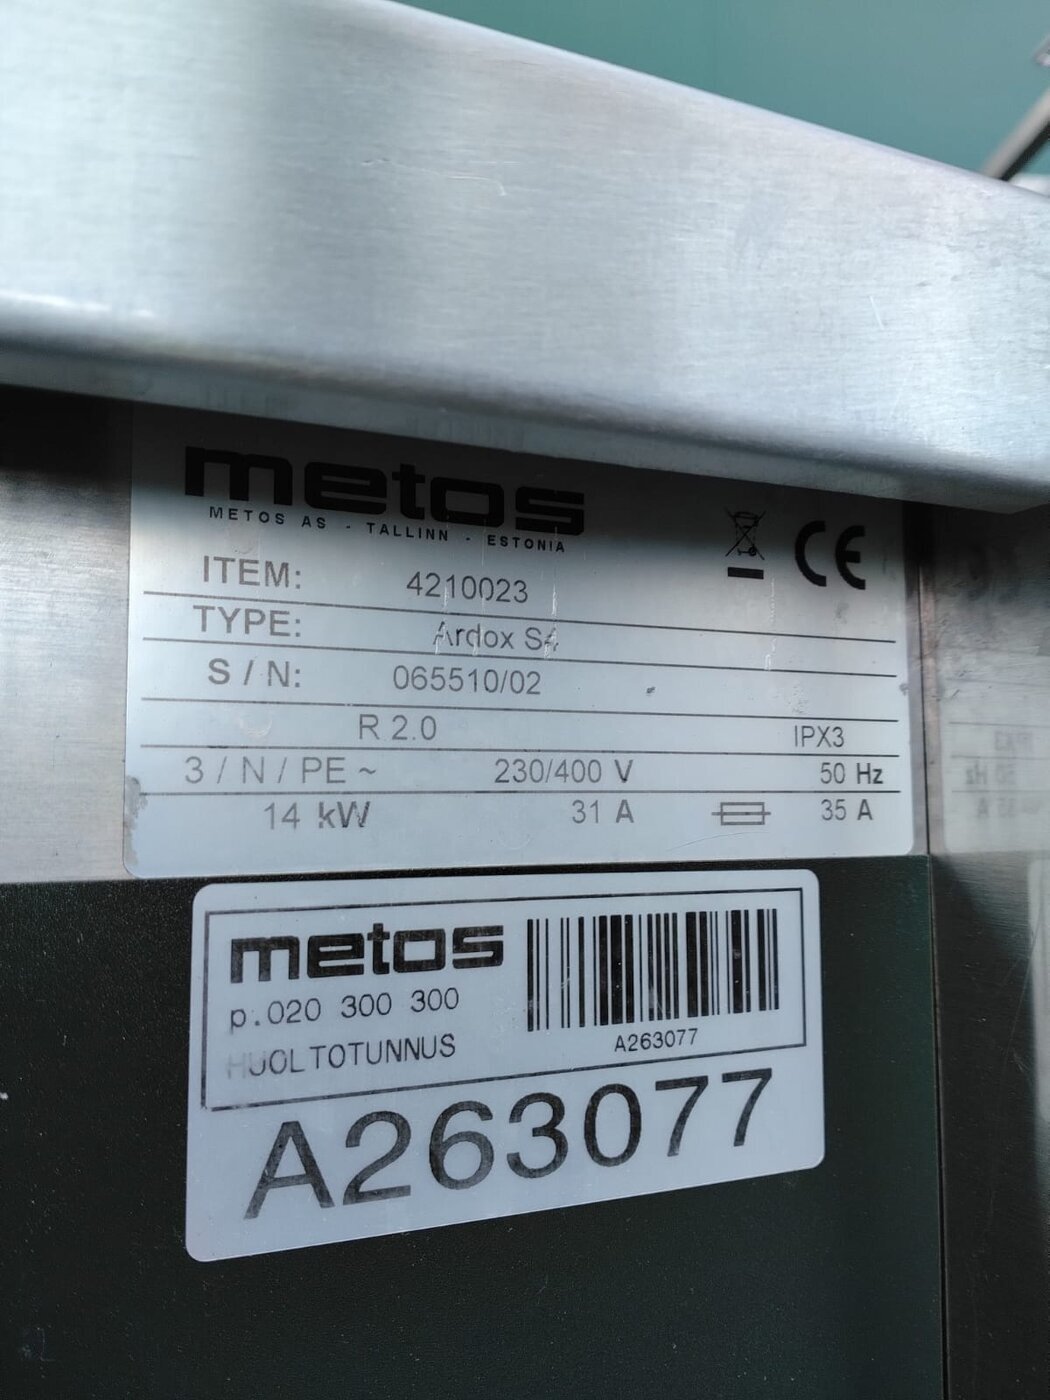 metos
METOS AS - TALLINN - ESTONIA
CE
ITEM: 4210023
TYPE: Ardox S4
S / N: 065510/02
R 2.0 IPX3
3 / N / PE ~ 230/400 V 50 Hz
14 kW 31 A 35 A
metos
p.020 300 300
HUOLTOTUNNUS
A263077
A263077